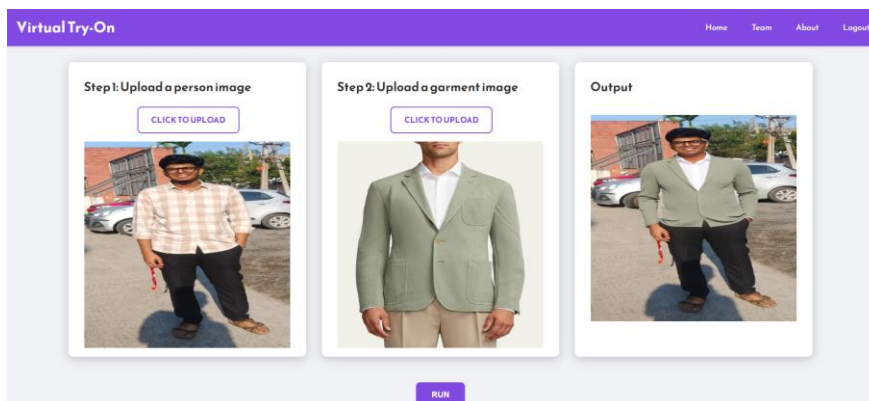 Virtual Try-On
Home Team About Logout
Step 1: Upload a person image
CLICK TO UPLOAD
Step 2: Upload a garment image
CLICK TO UPLOAD
Output
RUN